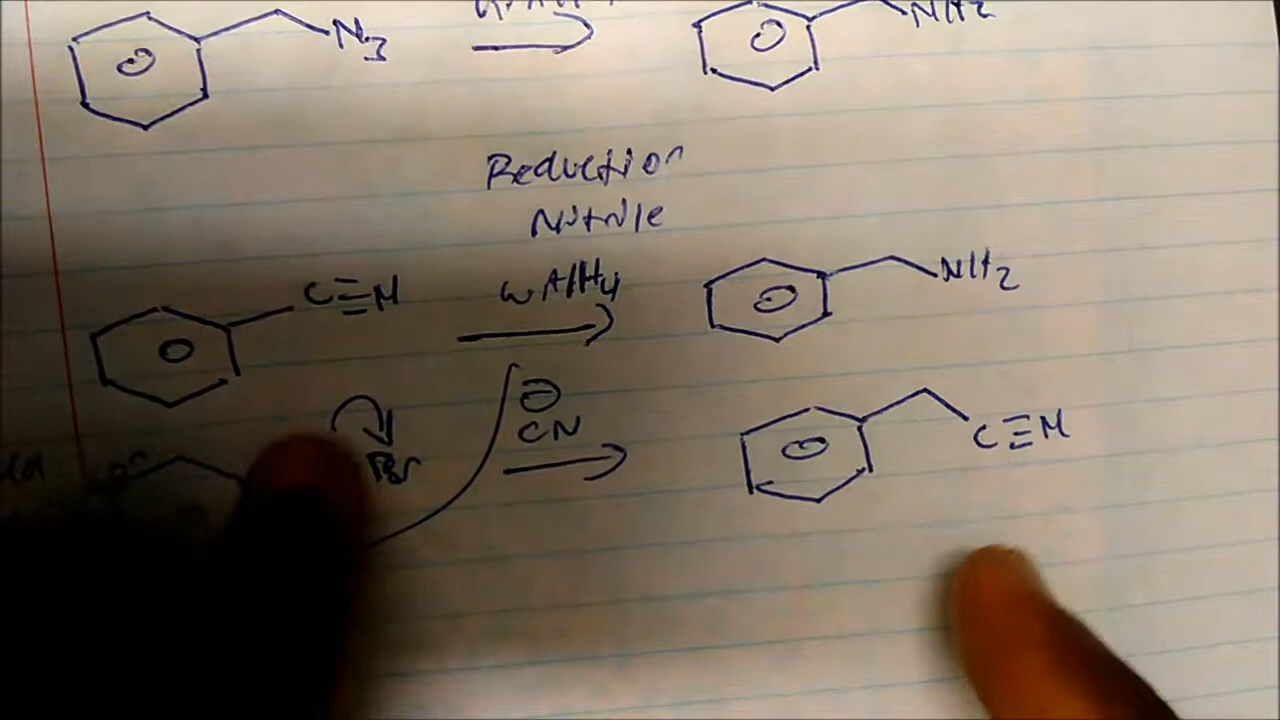 N3
NH2
Reduction
Nitrile
C≡N
LiAlH4
NH2
Br
⊖
CN
C≡N